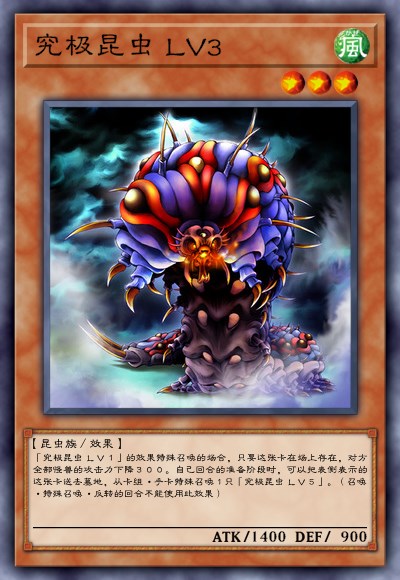 究极昆虫 LV3
風
【昆虫族／效果】
「究极昆虫 LV1」的效果特殊召唤的场合，只要这张卡在场上存在，对方
全部怪兽的攻击力下降３００。自己回合的准备阶段时，可以把表侧表示的
这张卡送去墓地，从卡组・手卡特殊召唤１只「究极昆虫 LV5」。（召唤
・特殊召唤・反转的回合不能使用此效果）
ATK/1400 DEF/ 900